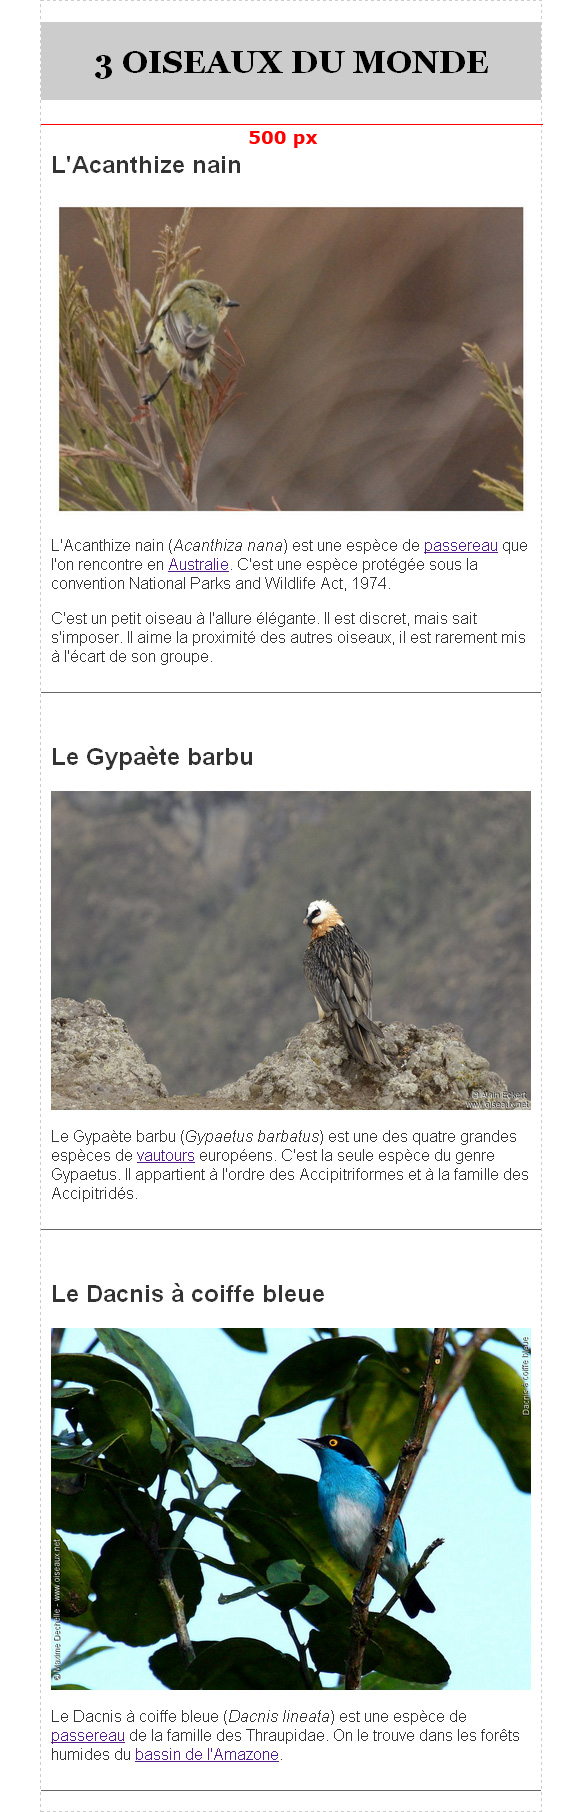 3 OISEAUX DU MONDE
500 px
L'Acanthize nain
L'Acanthize nain (Acanthiza nana) est une espèce de passereau que
l'on rencontre en Australie. C'est une espèce protégée sous la
convention National Parks and Wildlife Act, 1974.
C'est un petit oiseau à l'allure élégante. Il est discret, mais sait
s'imposer. Il aime la proximité des autres oiseaux, il est rarement mis
à l'écart de son groupe.
Le Gypaète barbu
© Alain Eckert
www.oiseaux.net
Le Gypaète barbu (Gypaetus barbatus) est une des quatre grandes
espèces de vautours européens. C'est la seule espèce du genre
Gypaetus. Il appartient à l'ordre des Accipitriformes et à la famille des
Accipitridés.
Le Dacnis à coiffe bleue
Dacnis à coiffe bleue
www.oiseaux.net
Le Dacnis à coiffe bleue (Dacnis lineata) est une espèce de
passereau de la famille des Thraupidae. On le trouve dans les forêts
humides du bassin de l'Amazone.